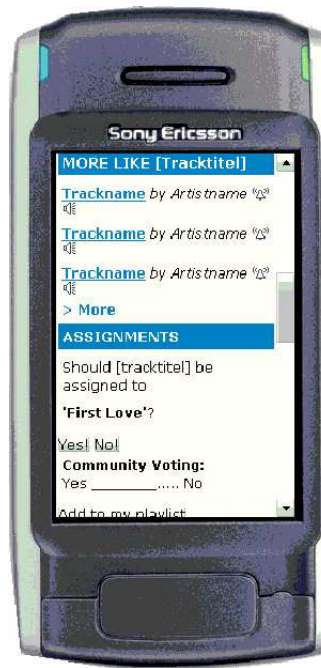 Sony Ericsson
MORE LIKE [Tracktitel]
Trackname by Artistname
Trackname by Artistname
Trackname by Artistname
> More
ASSIGNMENTS
Should [tracktitel] be
assigned to
'First Love'?
Yes! No!
Community Voting:
Yes ________..... No
Add to my playlist